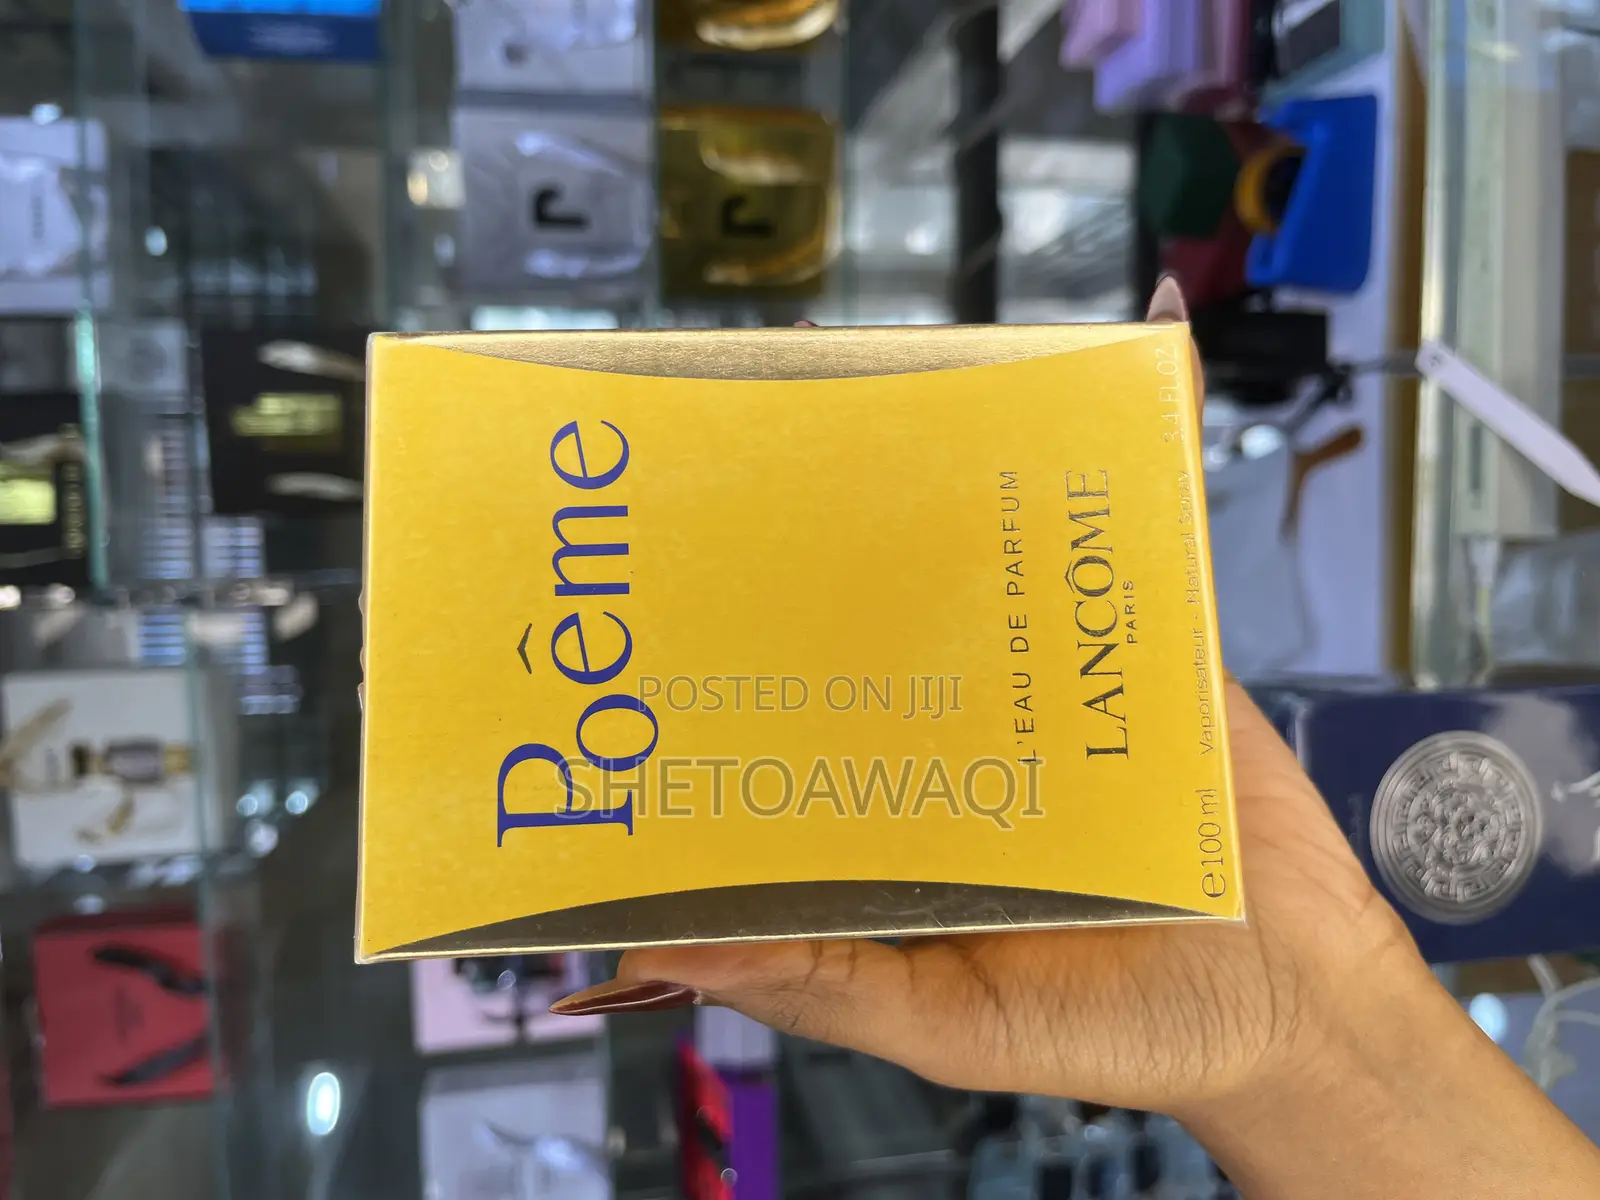 Poême
L'EAU DE PARFUM
LANCÔME
PARIS
e100 ml Vaporisateur - Natural Spray 3.4 FL.OZ
POSTED ON JIJI
SHETOAWAQI